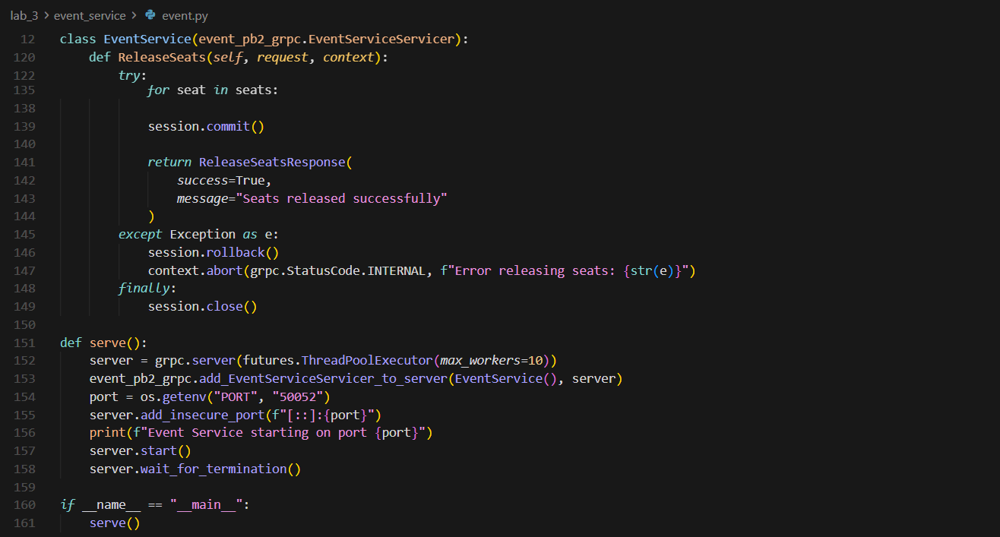 lab_3 > event_service > event.py
12 class EventService(event_pb2_grpc.EventServiceServicer):
120     def ReleaseSeats(self, request, context):
122         try:
135             for seat in seats:
138
139             session.commit()
140
141             return ReleaseSeatsResponse(
142                 success=True,
143                 message="Seats released successfully"
144             )
145         except Exception as e:
146             session.rollback()
147             context.abort(grpc.StatusCode.INTERNAL, f"Error releasing seats: {str(e)}")
148         finally:
149             session.close()
150
151 def serve():
152     server = grpc.server(futures.ThreadPoolExecutor(max_workers=10))
153     event_pb2_grpc.add_EventServiceServicer_to_server(EventService(), server)
154     port = os.getenv("PORT", "50052")
155     server.add_insecure_port(f"[::]:{port}")
156     print(f"Event Service starting on port {port}")
157     server.start()
158     server.wait_for_termination()
159
160 if __name__ == "__main__":
161     serve()